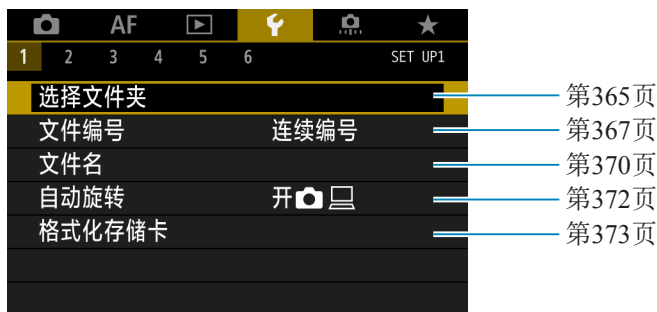 AF
1 2 3 4 5 6 SET UP1
选择文件夹 第365页
文件编号 连续编号 第367页
文件名 第370页
自动旋转 开 第372页
格式化存储卡 第373页